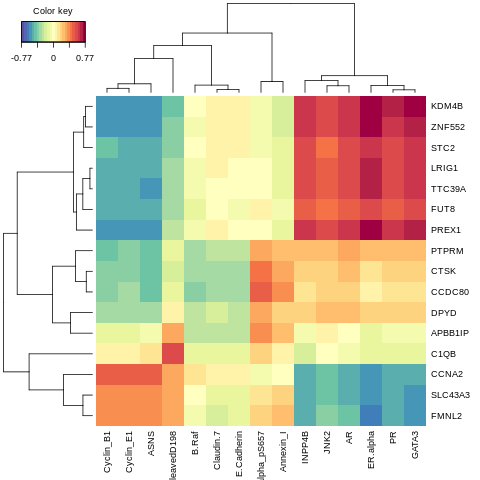 Color key
-0.77 0 0.77
KDM4B
ZNF552
STC2
LRIG1
TTC39A
FUT8
PREX1
PTPRM
CTSK
CCDC80
DPYD
APBB1IP
C1QB
CCNA2
SLC43A3
FMNL2
Cyclin_B1
Cyclin_E1
ASNS
leavedD198
B.Raf
Claudin.7
E.Cadherin
lpha_pS657
Annexin_I
INPP4B
JNK2
AR
ER.alpha
PR
GATA3